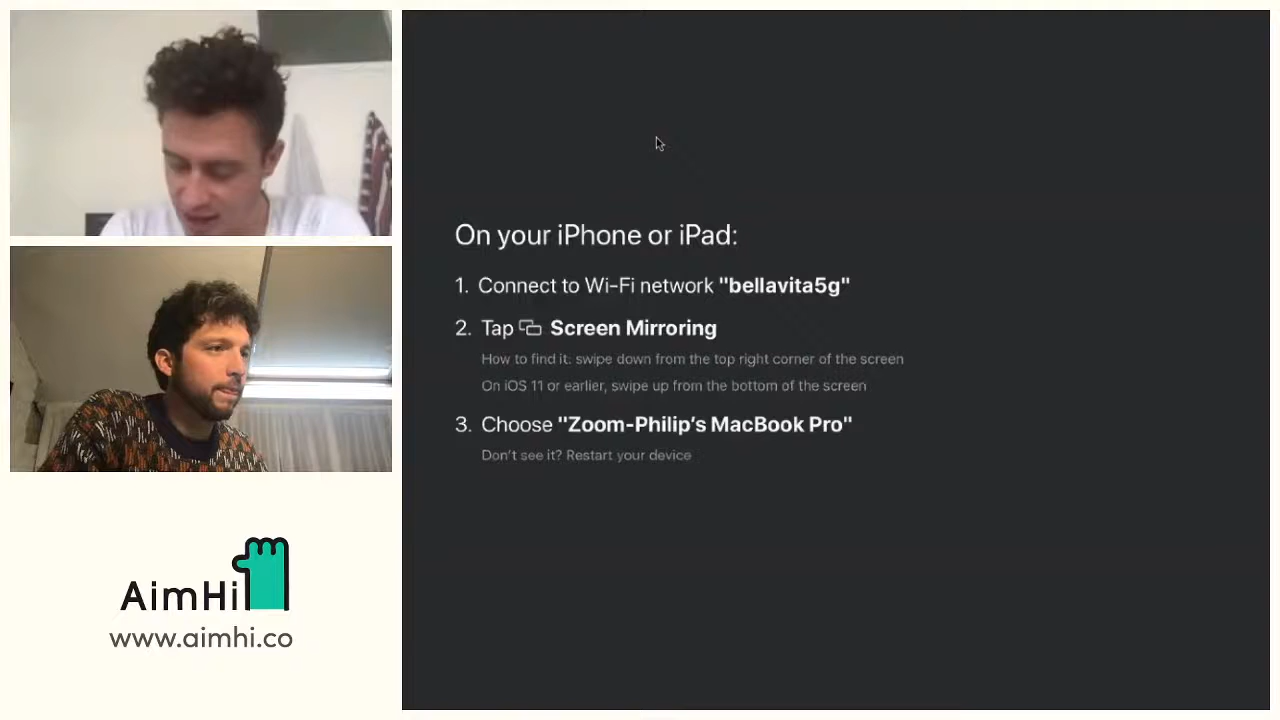 On your iPhone or iPad:
1. Connect to Wi-Fi network "bellavita5g"
2. Tap Screen Mirroring
How to find it: swipe down from the top right corner of the screen
On iOS 11 or earlier, swipe up from the bottom of the screen
3. Choose "Zoom-Philip’s MacBook Pro"
Don't see it? Restart your device
AimHi
www.aimhi.co